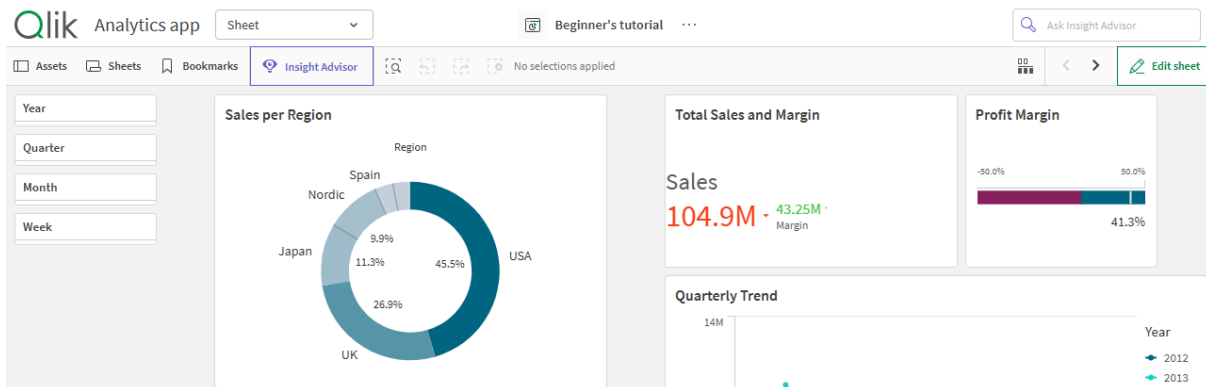 Qlik Analytics app Sheet Beginner's tutorial ... Ask Insight Advisor
Assets Sheets Bookmarks Insight Advisor No selections applied Edit sheet
Year
Quarter
Month
Week
Sales per Region
Region
Spain
Nordic
Japan
USA
UK
9.9%
11.3%
45.5%
26.9%
Total Sales and Margin
Sales
104.9M
43.25M
Margin
Profit Margin
-50.0% 50.0%
41.3%
Quarterly Trend
14M
Year
2012
2013